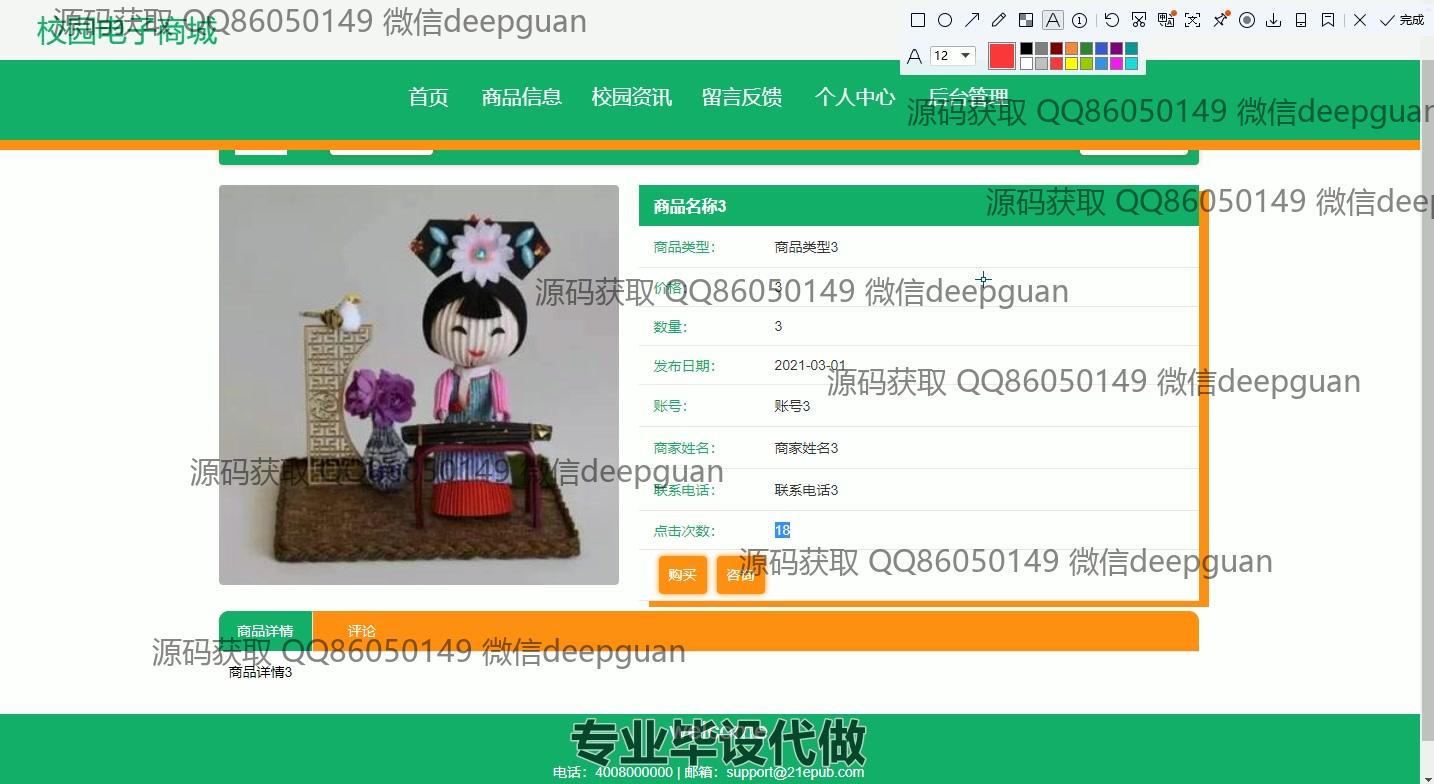 校园电子商城
源码获取 QQ86050149 微信deepguan
12
完成
首页 商品信息 校园资讯 留言反馈 个人中心 后台管理
源码获取 QQ86050149 微信deepguan
商品名称3
源码获取 QQ86050149 微信deep
商品类型： 商品类型3
价格： 3
源码获取 QQ86050149 微信deepguan
数量： 3
发布日期： 2021-03-01
源码获取 QQ86050149 微信deepguan
账号： 账号3
商家姓名： 商家姓名3
源码获取 QQ86050149 微信deepguan
联系电话： 联系电话3
点击次数： 18
购买 咨询
源码获取 QQ86050149 微信deepguan
商品详情 评论
源码获取 QQ86050149 微信deepguan
商品详情3
welcome
专业毕设代做
电话：4008000000 | 邮箱：support@21epub.com